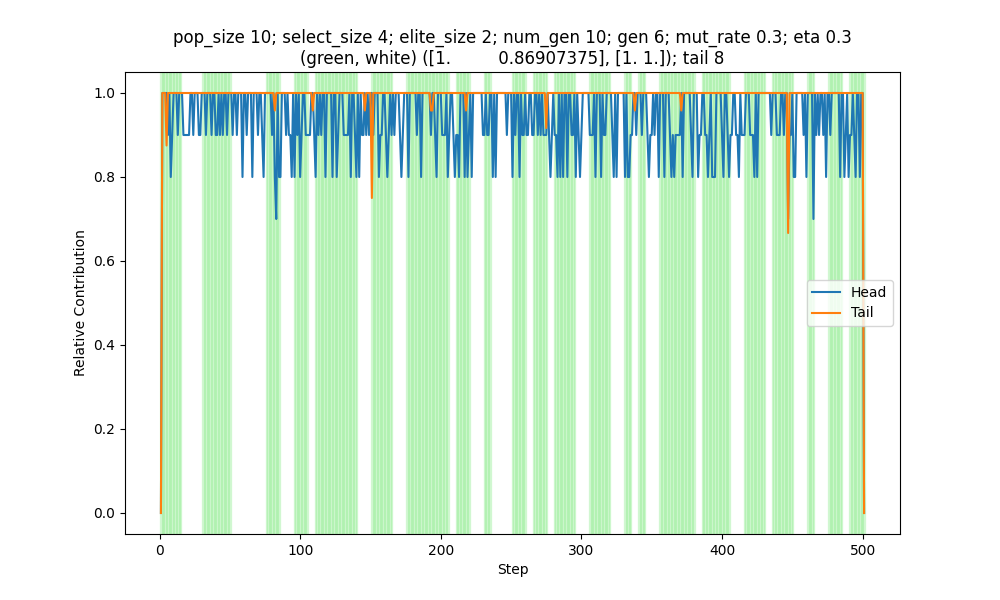 pop_size 10; select_size 4; elite_size 2; num_gen 10; gen 6; mut_rate 0.3; eta 0.3
(green, white) ([1. 0.86907375], [1. 1.]); tail 8
1.0
0.8
0.6
0.4
0.2
0.0
Relative Contribution
Head
Tail
0
100
200
300
400
500
Step